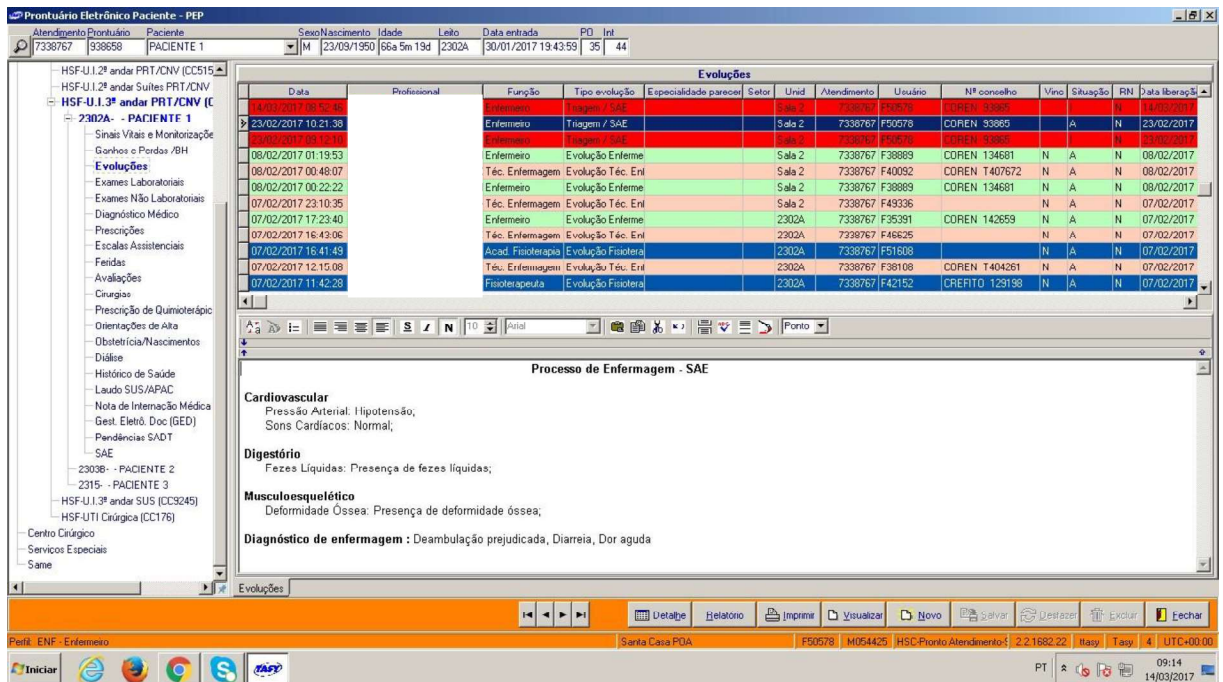 Prontuário Eletrônico Paciente - PEP
Atendimento Prontuário Paciente Sexo Nascimento Idade Leito Data entrada PO Int
7338767 938658 PACIENTE 1 M 23/09/1950 66a 5m 19d 2302A 30/01/2017 19:43:59 35 44
HSF-U.I.2º andar PRT/CNV (CC515
HSF-U.I.2º andar Suítes PRT/CNV
HSF-U.I.3º andar PRT/CNV (C
2302A- - PACIENTE 1
Sinais Vitais e Monitorizaçõe
Ganhos e Perdas /BH
Evoluções
Exames Laboratoriais
Exames Não Laboratoriais
Diagnóstico Médico
Prescrições
Escalas Assistenciais
Feridas
Avaliações
Cirurgias
Prescrição de Quimioterápic
Orientações de Alta
Obstetrícia/Nascimentos
Diálise
Histórico de Saúde
Laudo SUS/APAC
Nota de Internação Médica
Gest. Eletrô. Doc (GED)
Pendências SADT
SAE
2303B- - PACIENTE 2
2315- - PACIENTE 3
HSF-U.I.3º andar SUS (CC9245)
HSF-UTI Cirúrgica (CC176)
Centro Cirúrgico
Serviços Especiais
Same
Evoluções
Data Profissional Função Tipo evolução Especialidade parecer Setor Unid Atendimento Usuário Nº conselho Vinc Situação RN Data liberaçã
14/03/2017 08:52:46 Enfermeiro Triagem / SAE Sala 2 7338767 F50578 COREN 93865 I N 14/03/2017
23/02/2017 10:21:38 Enfermeiro Triagem / SAE Sala 2 7338767 F50578 COREN 93865 A N 23/02/2017
23/02/2017 09:12:10 Enfermeiro Triagem / SAE Sala 2 7338767 F50578 COREN 93865 I N 23/02/2017
08/02/2017 01:19:53 Enfermeiro Evolução Enferme Sala 2 7338767 F38889 COREN 134681 N A N 08/02/2017
08/02/2017 00:48:07 Téc. Enfermagem Evolução Téc. Enf Sala 2 7338767 F40092 COREN T407672 N A N 08/02/2017
08/02/2017 00:22:22 Enfermeiro Evolução Enferme Sala 2 7338767 F38889 COREN 134681 N A N 08/02/2017
07/02/2017 23:10:35 Téc. Enfermagem Evolução Téc. Enf Sala 2 7338767 F49336 N A N 07/02/2017
07/02/2017 17:23:40 Enfermeiro Evolução Enferme 2302A 7338767 F35391 COREN 142659 N A N 07/02/2017
07/02/2017 16:43:06 Téc. Enfermagem Evolução Téc. Enf 2302A 7338767 F46625 N A N 07/02/2017
07/02/2017 16:41:49 Acad. Fisioterapia Evolução Fisiotera 2302A 7338767 F51608 N A N 07/02/2017
07/02/2017 12:15:08 Téc. Enfermagem Evolução Téc. Enf 2302A 7338767 F38108 COREN T404261 N A N 07/02/2017
07/02/2017 11:42:28 Fisioterapeuta Evolução Fisiotera 2302A 7338767 F42152 CREFITO 129198 N A N 07/02/2017
S I N 10 Arial Ponto
Processo de Enfermagem - SAE
Cardiovascular
Pressão Arterial: Hipotensão;
Sons Cardíacos: Normal;
Digestório
Fezes Líquidas: Presença de fezes líquidas;
Musculoesquelético
Deformidade Óssea: Presença de deformidade óssea;
Diagnóstico de enfermagem : Deambulação prejudicada, Diarreia, Dor aguda
Evoluções
Detalhe Relatório Imprimir Visualizar Novo Salvar Desfazer Excluir Fechar
Perfil: ENF - Enfermeiro Santa Casa POA F50578 M054425 HSC-Pronto Atendimento-S 2.2.1682.22 ttasy Tasy 4 UTC+00:00
Iniciar TASY PT 09:14
14/03/2017